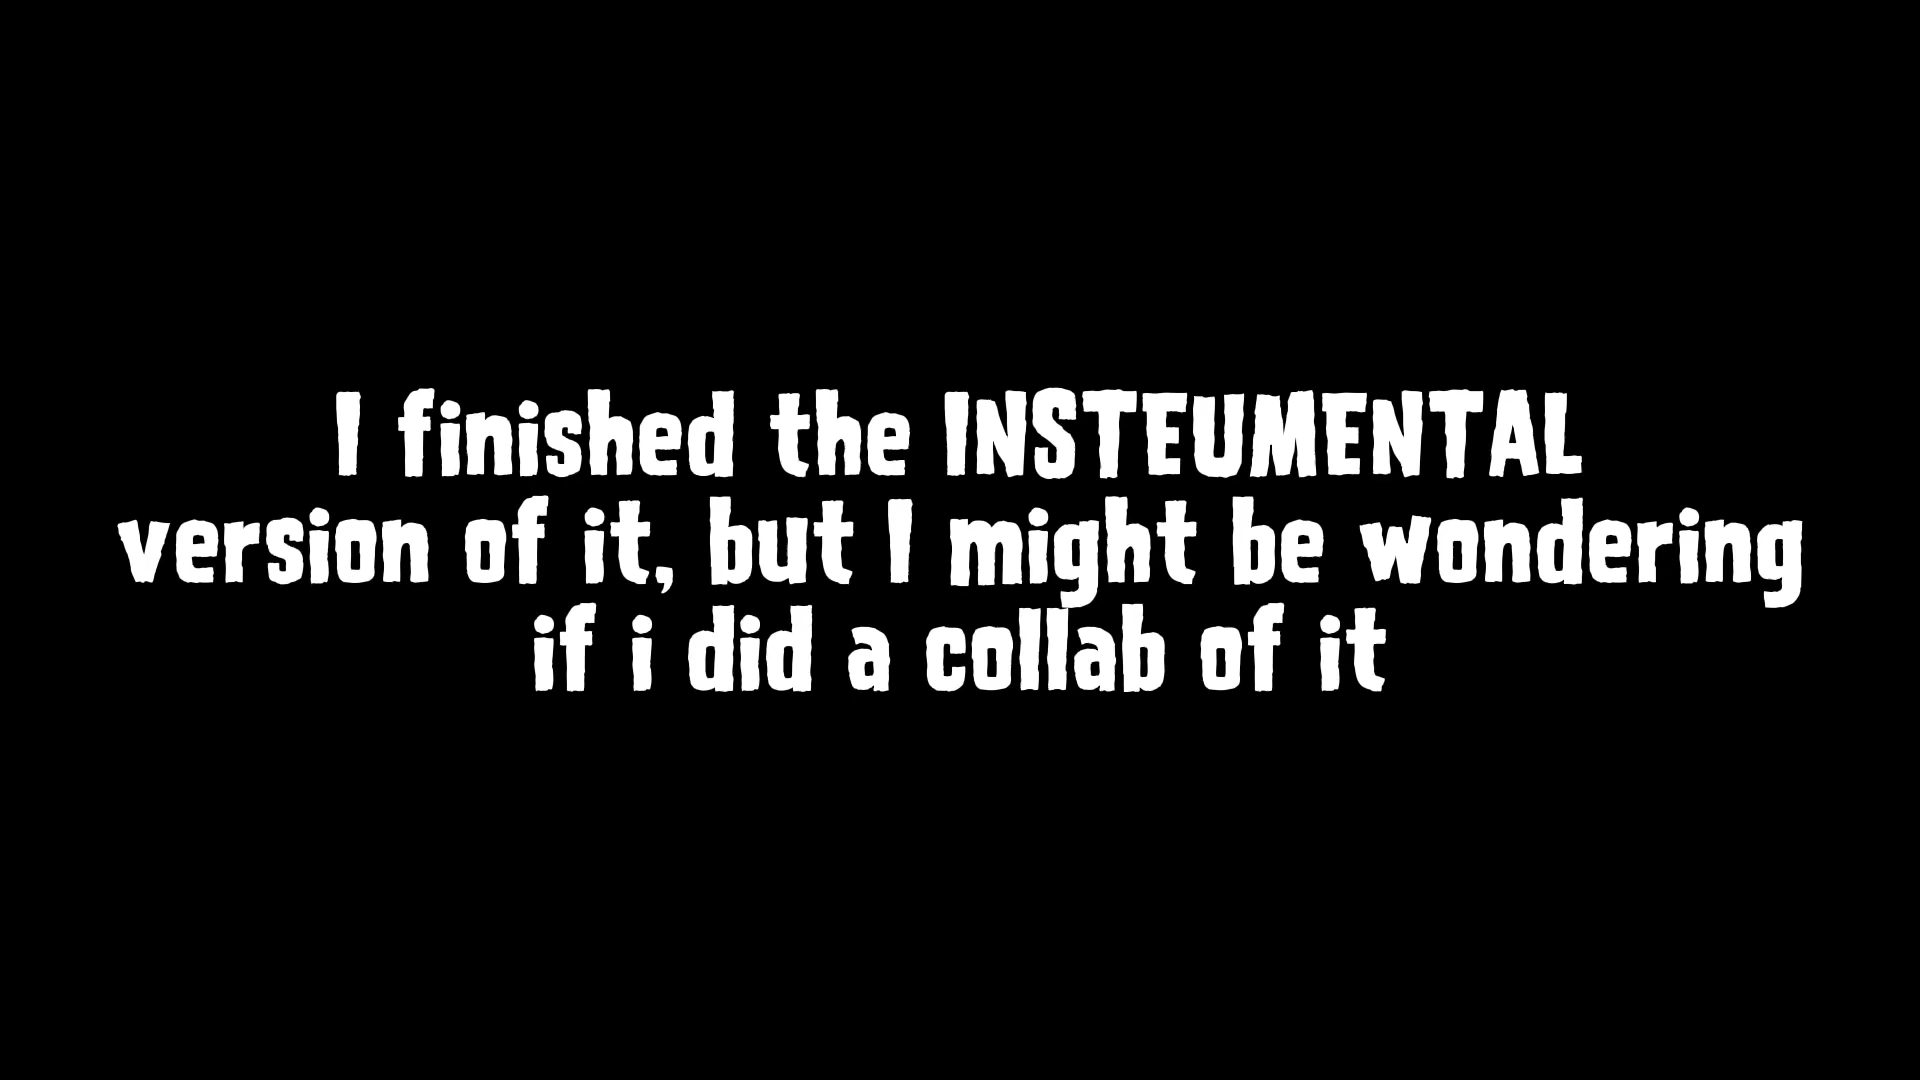 I finished the INSTEUMENTAL
version of it, but I might be wondering
if i did a collab of it